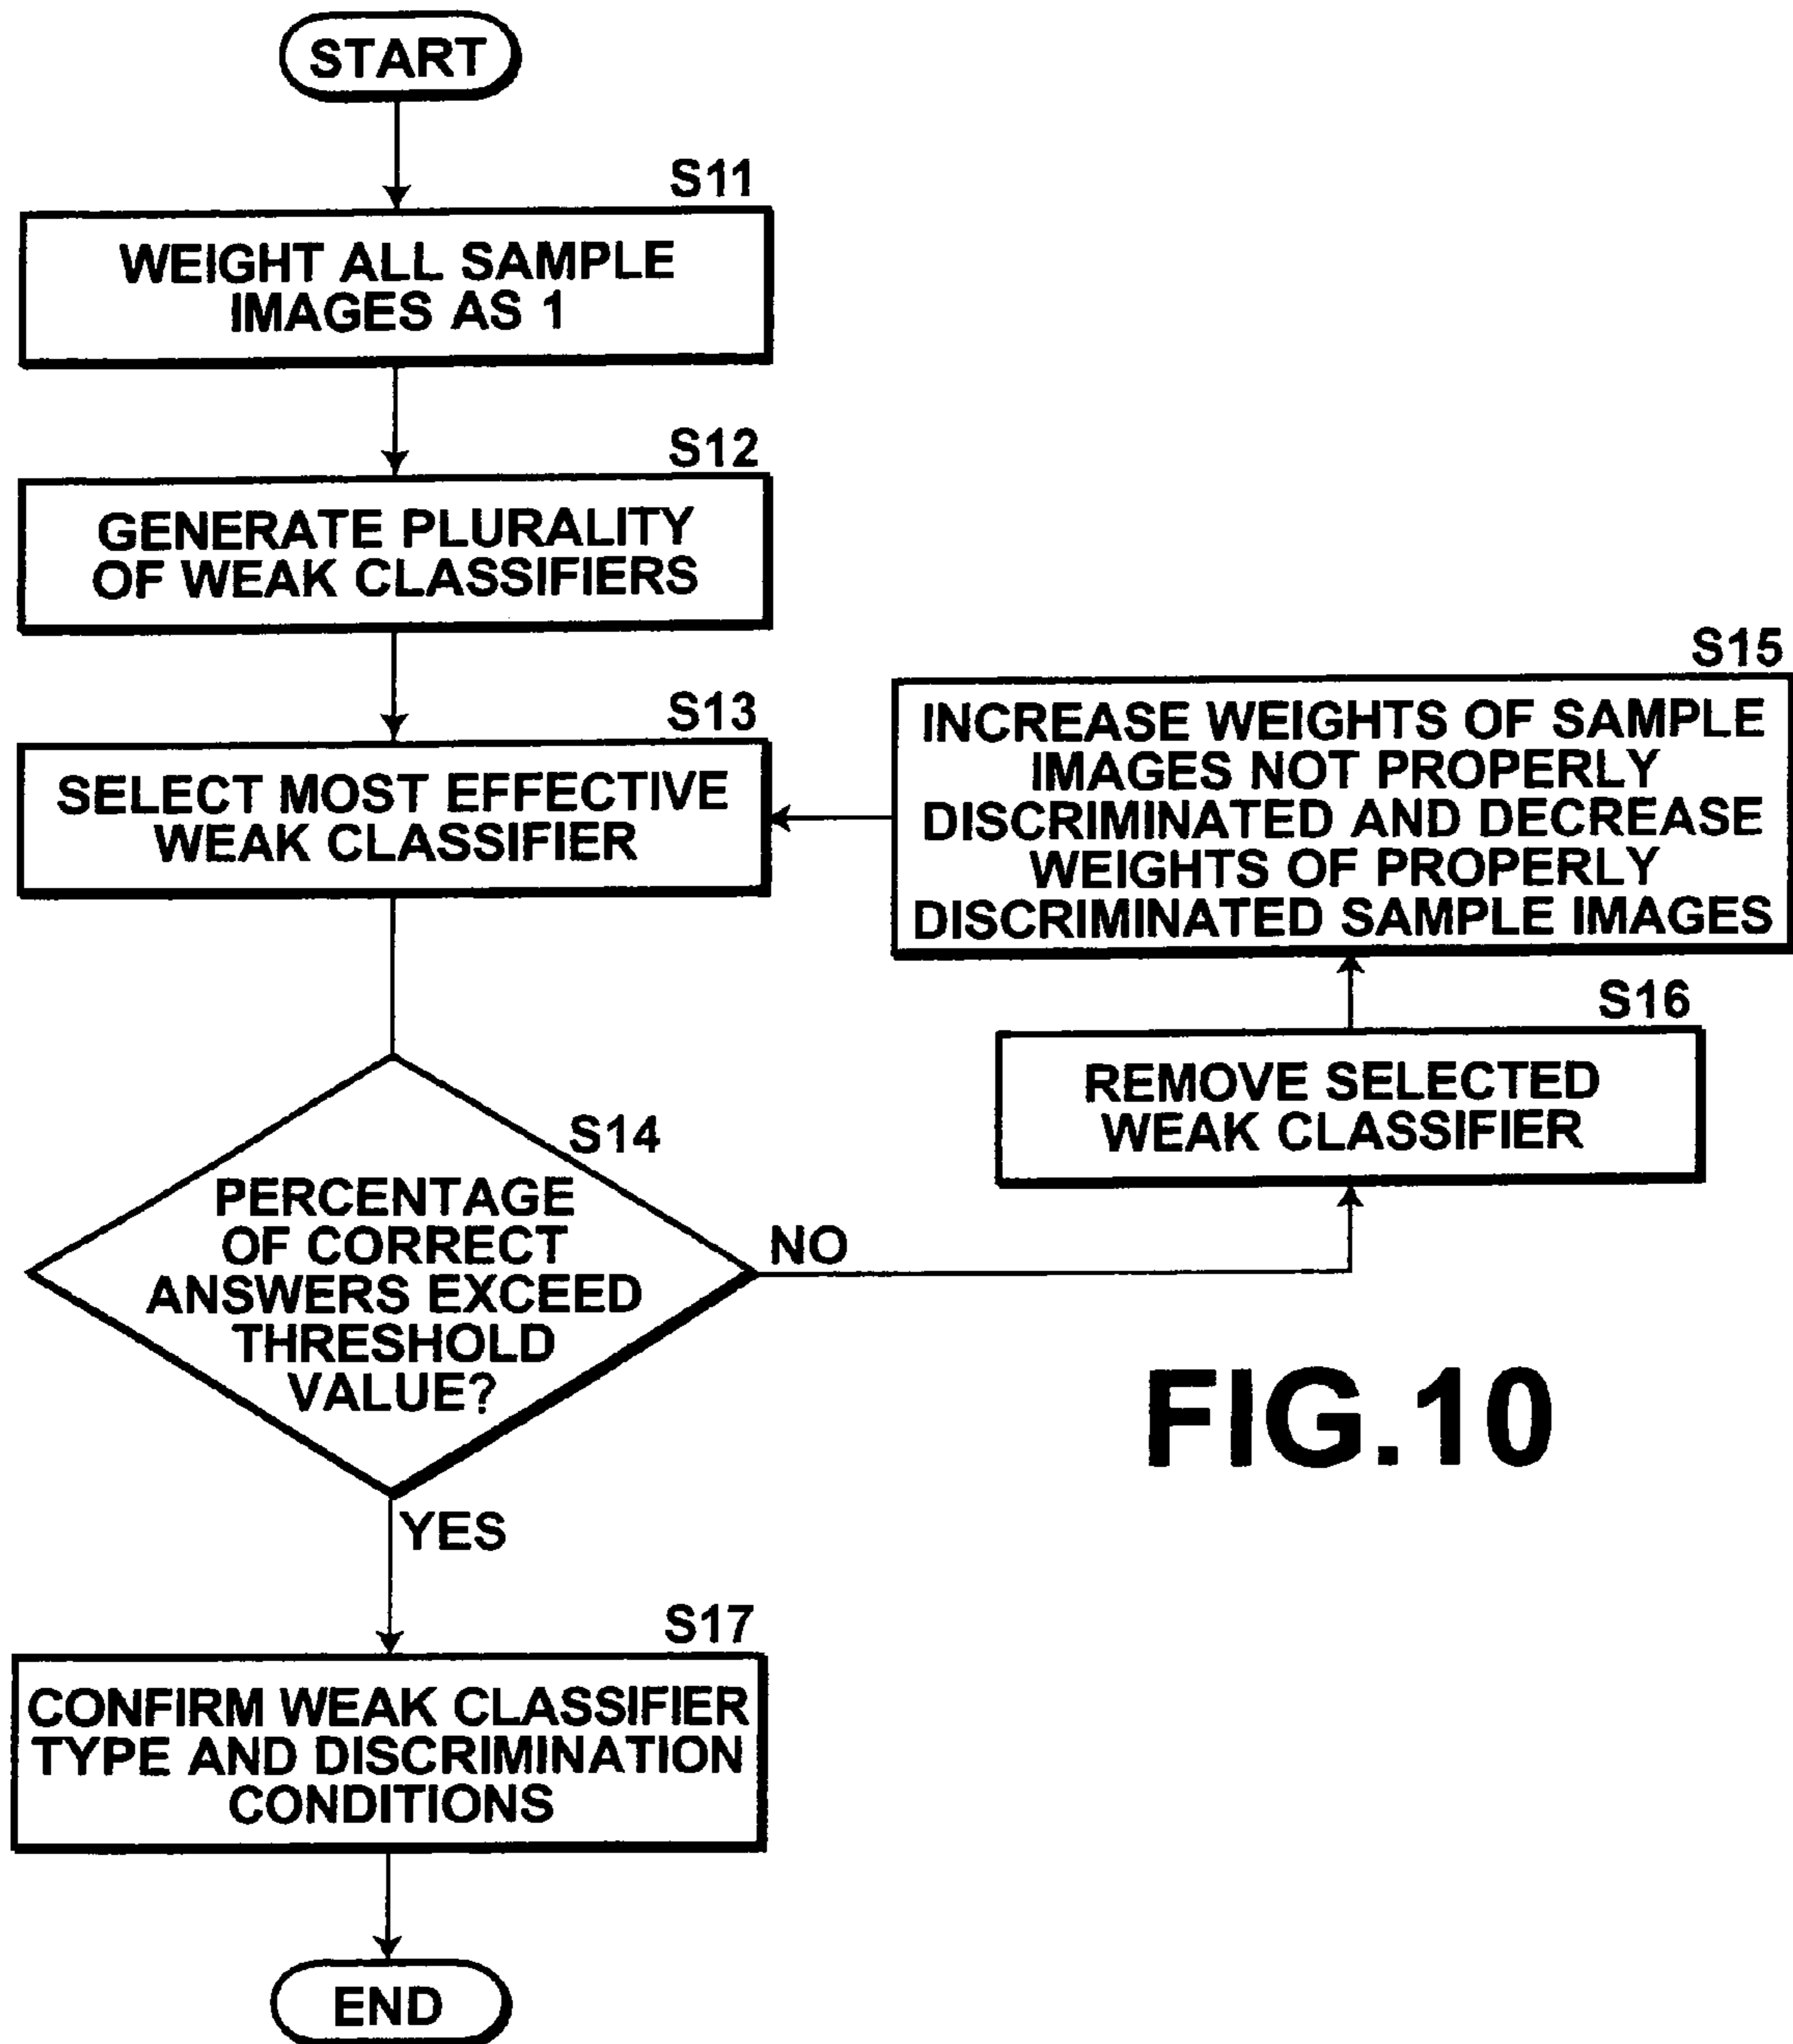 START
S11
WEIGHT ALL SAMPLE
IMAGES AS 1
S12
GENERATE PLURALITY
OF WEAK CLASSIFIERS
S13
SELECT MOST EFFECTIVE
WEAK CLASSIFIER
S15
INCREASE WEIGHTS OF SAMPLE
IMAGES NOT PROPERLY
DISCRIMINATED AND DECREASE
WEIGHTS OF PROPERLY
DISCRIMINATED SAMPLE IMAGES
S16
REMOVE SELECTED
WEAK CLASSIFIER
S14
PERCENTAGE
OF CORRECT
ANSWERS EXCEED
THRESHOLD
VALUE?
NO
YES
FIG.10
S17
CONFIRM WEAK CLASSIFIER
TYPE AND DISCRIMINATION
CONDITIONS
END